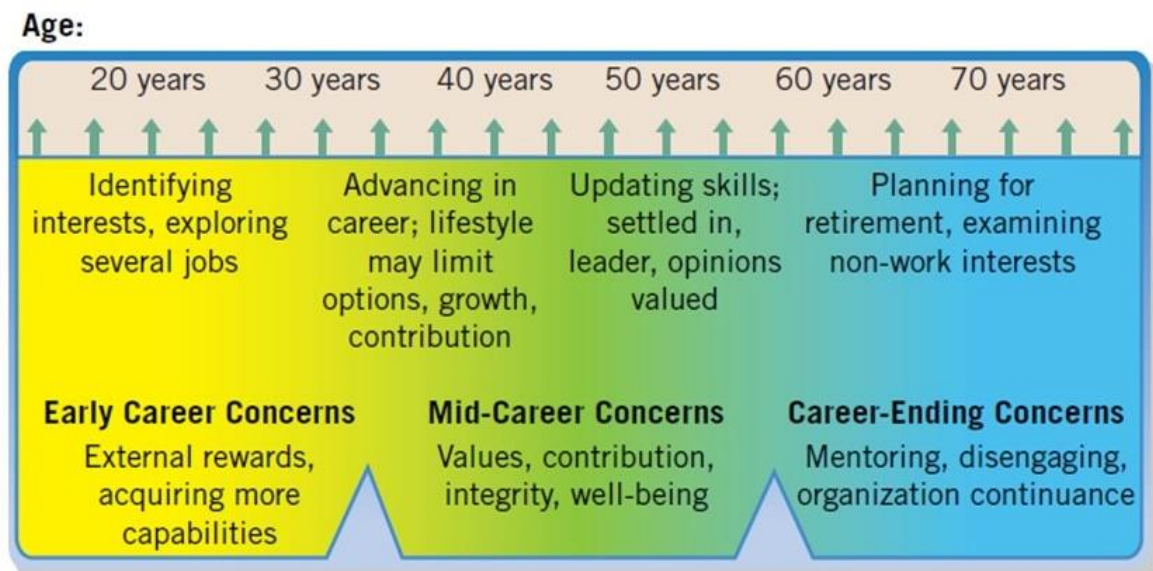 Age:
20 years 30 years 40 years 50 years 60 years 70 years
Identifying
interests, exploring
several jobs
Advancing in
career; lifestyle
may limit
options, growth,
contribution
Updating skills;
settled in,
leader, opinions
valued
Planning for
retirement, examining
non-work interests
Early Career Concerns
External rewards,
acquiring more
capabilities
Mid-Career Concerns
Values, contribution,
integrity, well-being
Career-Ending Concerns
Mentoring, disengaging,
organization continuance